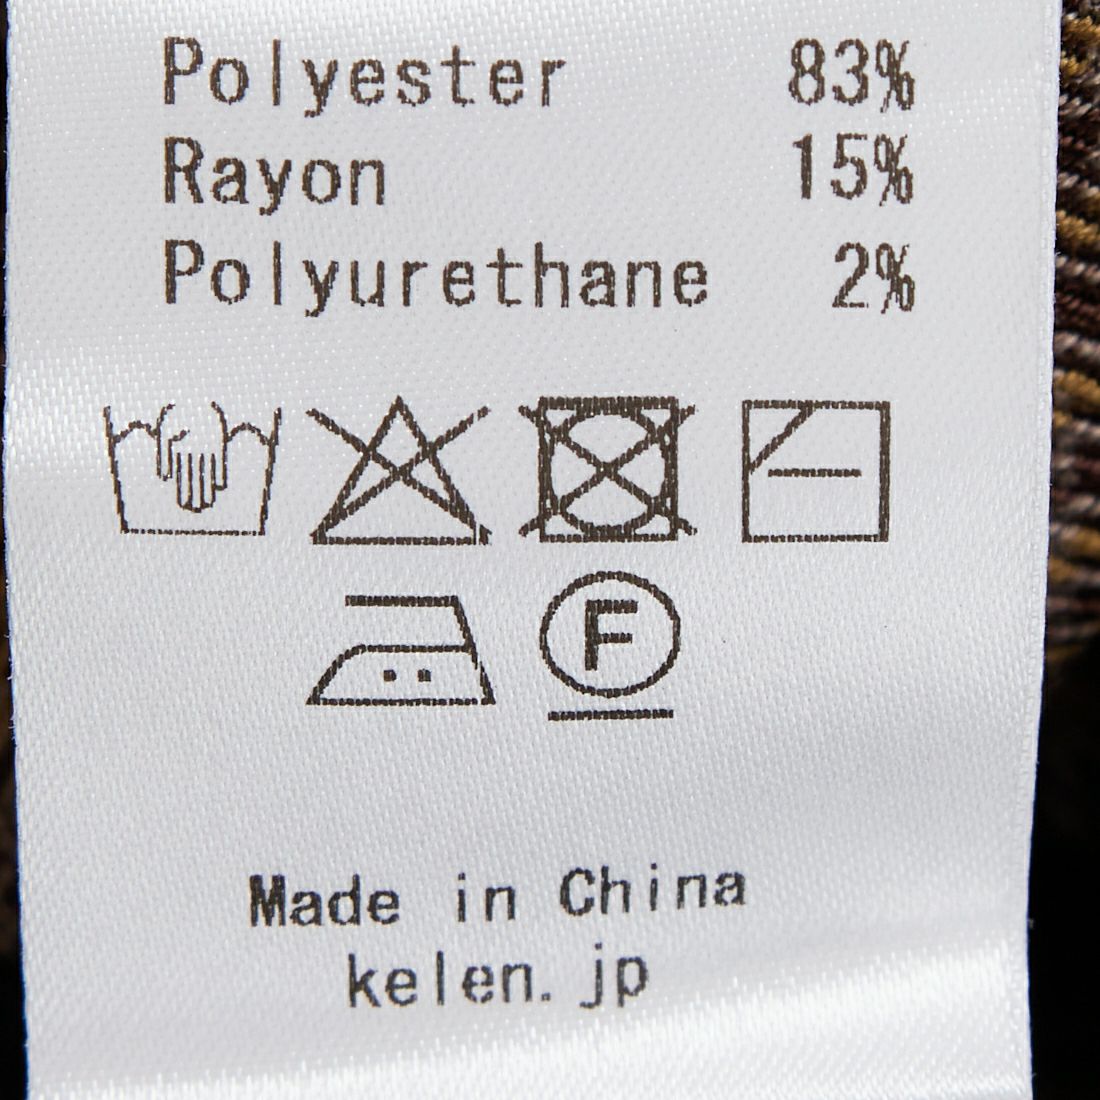 Polyester 83%
Rayon 15%
Polyurethane 2%
F
Made in China
kelen.jp